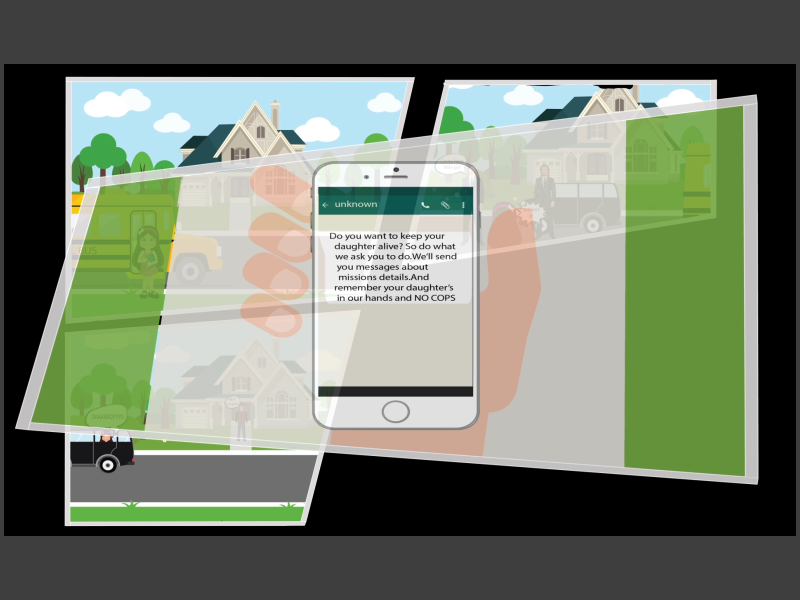 unknown
Do you want to keep your
daughter alive? So do what
we ask you to do.We'll send
you messages about
missions details.And
remember your daughter's
in our hands and NO COPS
BUS